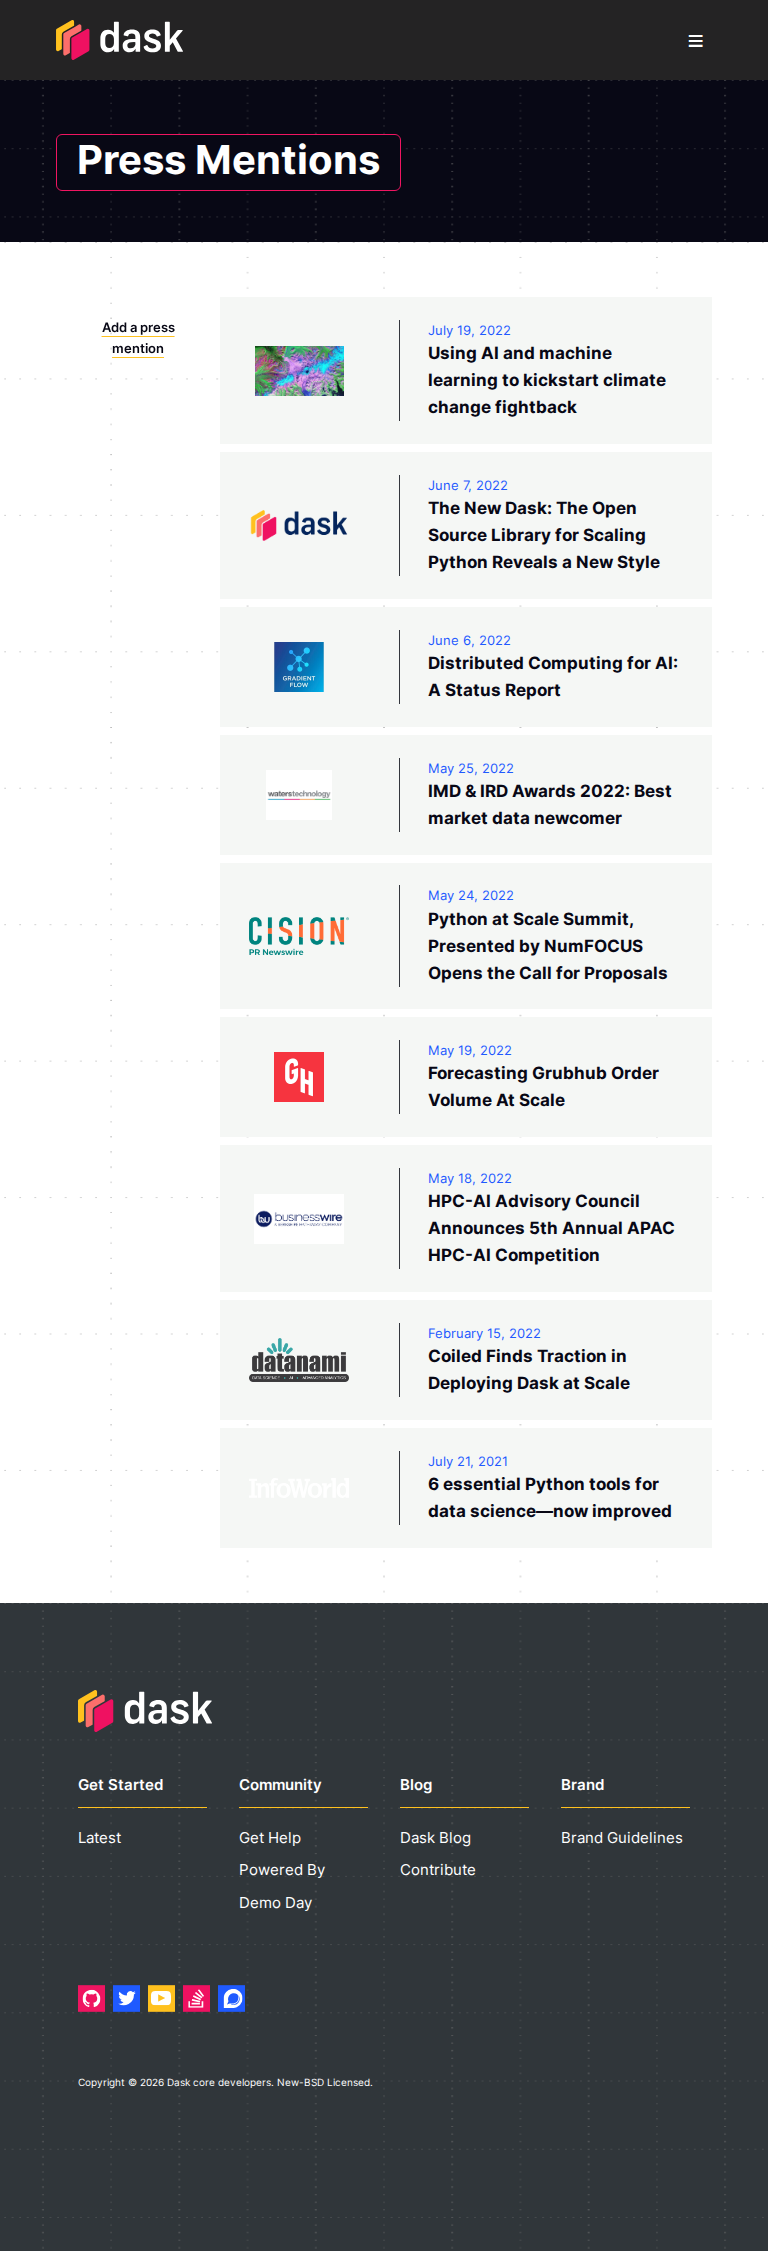 dask
Press Mentions
Add a press
mention
July 19, 2022
Using AI and machine
learning to kickstart climate
change fightback
dask
June 7, 2022
The New Dask: The Open
Source Library for Scaling
Python Reveals a New Style
GRADIENT
FLOW
June 6, 2022
Distributed Computing for AI:
A Status Report
waterstechnology
May 25, 2022
IMD & IRD Awards 2022: Best
market data newcomer
CISION
PR Newswire
May 24, 2022
Python at Scale Summit,
Presented by NumFOCUS
Opens the Call for Proposals
GH
May 19, 2022
Forecasting Grubhub Order
Volume At Scale
businesswire
A BERKSHIRE HATHAWAY COMPANY
May 18, 2022
HPC-AI Advisory Council
Announces 5th Annual APAC
HPC-AI Competition
datanami
DATA SCIENCE • AI • ADVANCED ANALYTICS
February 15, 2022
Coiled Finds Traction in
Deploying Dask at Scale
InfoWorld
July 21, 2021
6 essential Python tools for
data science—now improved
dask
Get Started
Latest
Community
Get Help
Powered By
Demo Day
Blog
Dask Blog
Contribute
Brand
Brand Guidelines
Copyright © 2026 Dask core developers. New-BSD Licensed.